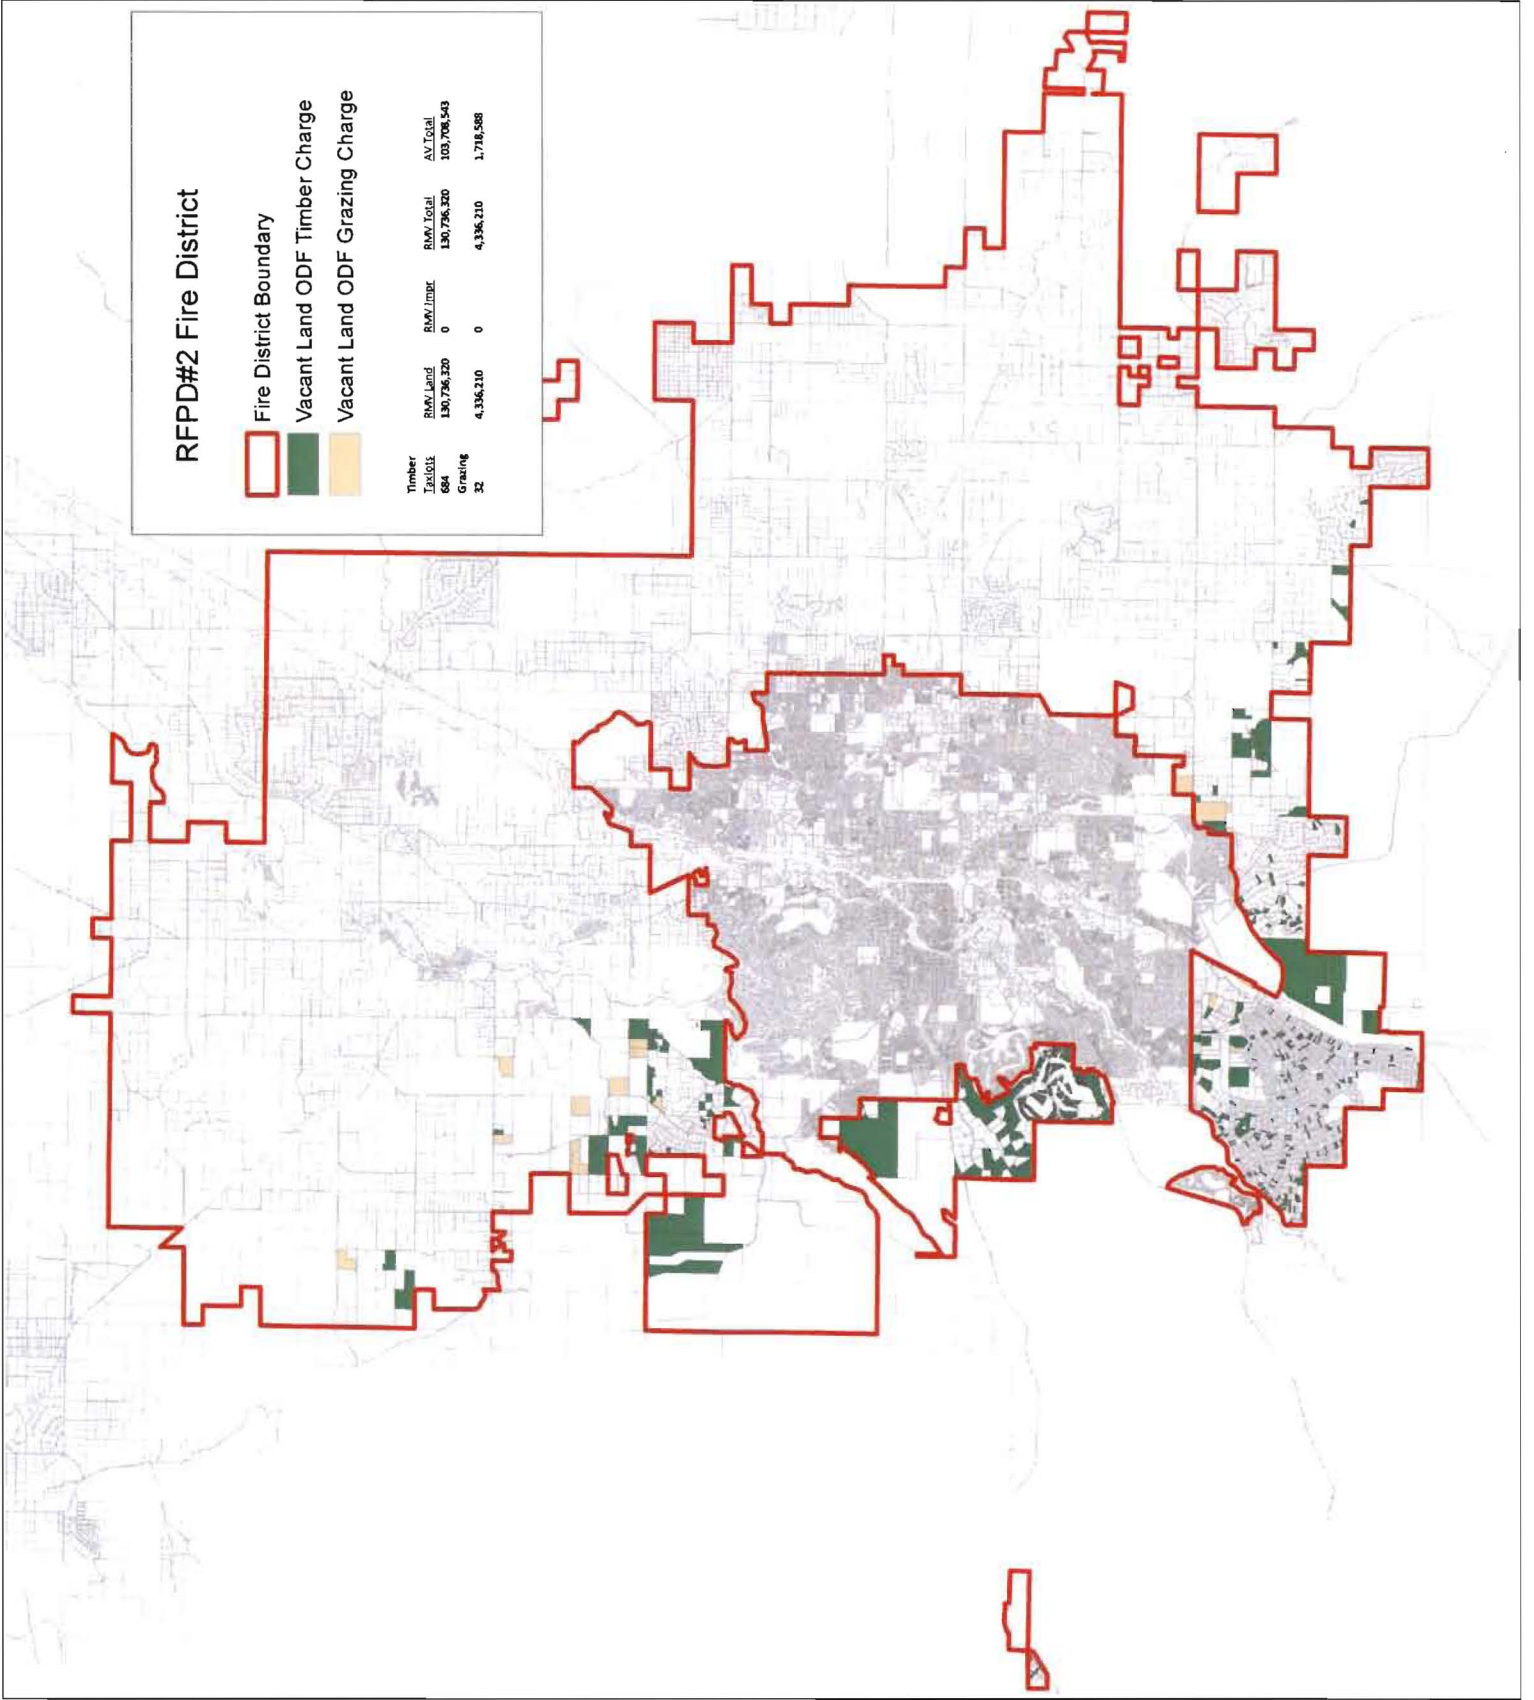 RFPD#2 Fire District
Fire District Boundary
Vacant Land ODF Timber Charge
Vacant Land ODF Grazing Charge
Timber
Taxlots RMV Land RMV Impr RMV Total AV Total
684 130,736,320 0 130,736,320 103,708,543
Grazing
32 4,336,210 0 4,336,210 1,718,588